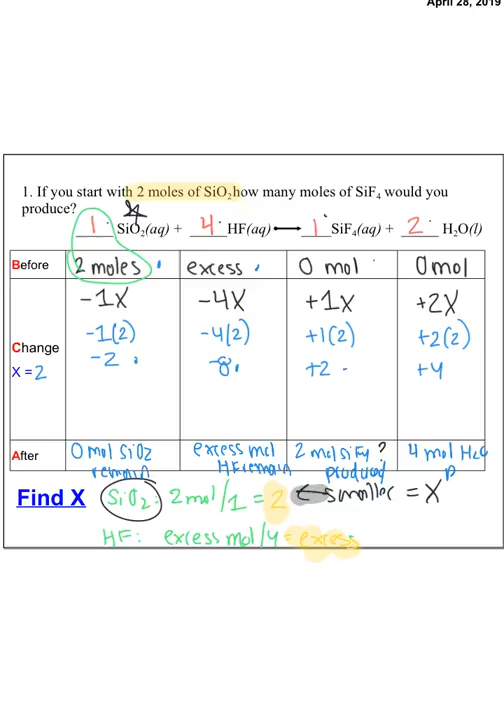 April 28, 2019
1. If you start with 2 moles of SiO2 how many moles of SiF4 would you
produce?
1 SiO2(aq) + 4 HF(aq) ⟷ 1 SiF4(aq) + 2 H2O(l)
Before 2 moles excess 0 mol 0 mol
-1X -4X +1X +2X
Change -1(2) -4(2) +1(2) +2(2)
X = 2 -2 -8 +2 +4
After 0 mol SiO2 excess mol 2 mol SiF4 ? 4 mol H2O
remain HF remain produced p
Find X SiO2: 2 mol/1 = 2 ← smaller = X
HF: excess mol/4 = excess